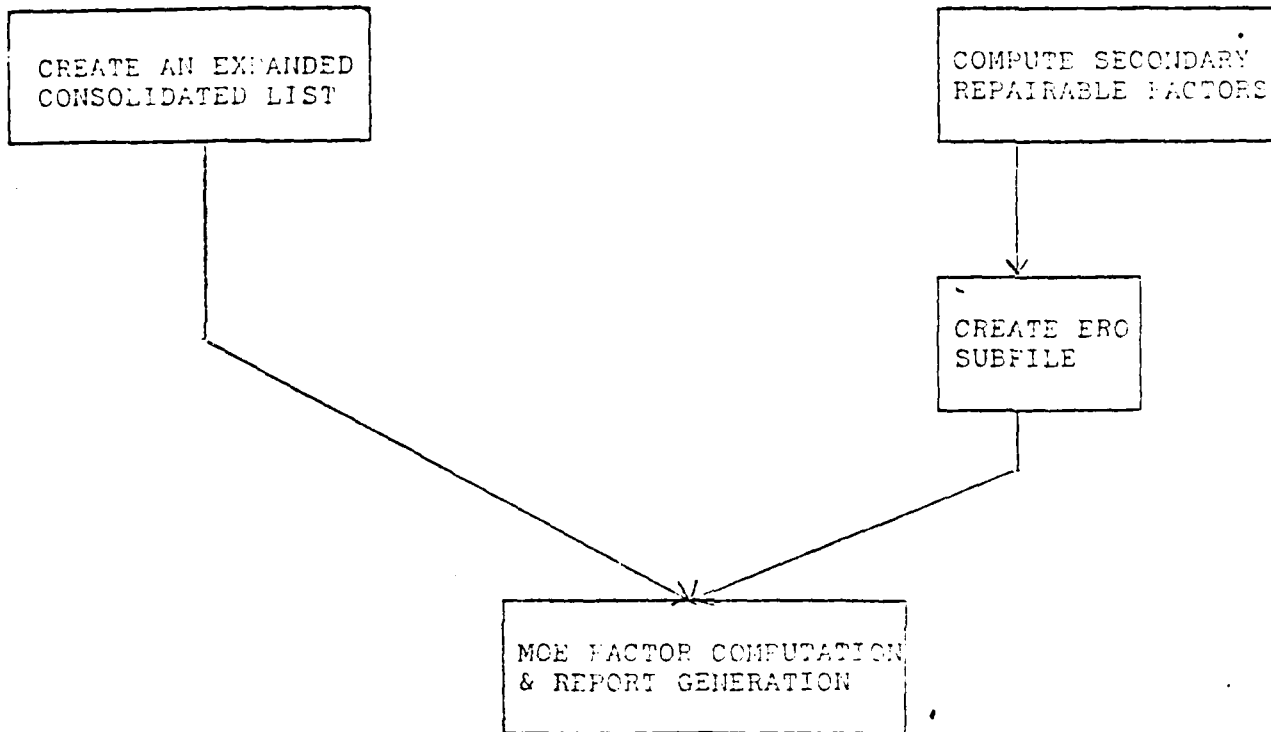 CREATE AN EXPANDED
CONSOLIDATED LIST
COMPUTE SECONDARY
REPAIRABLE FACTORS
CREATE ERO
SUBFILE
MOE FACTOR COMPUTATION
& REPORT GENERATION